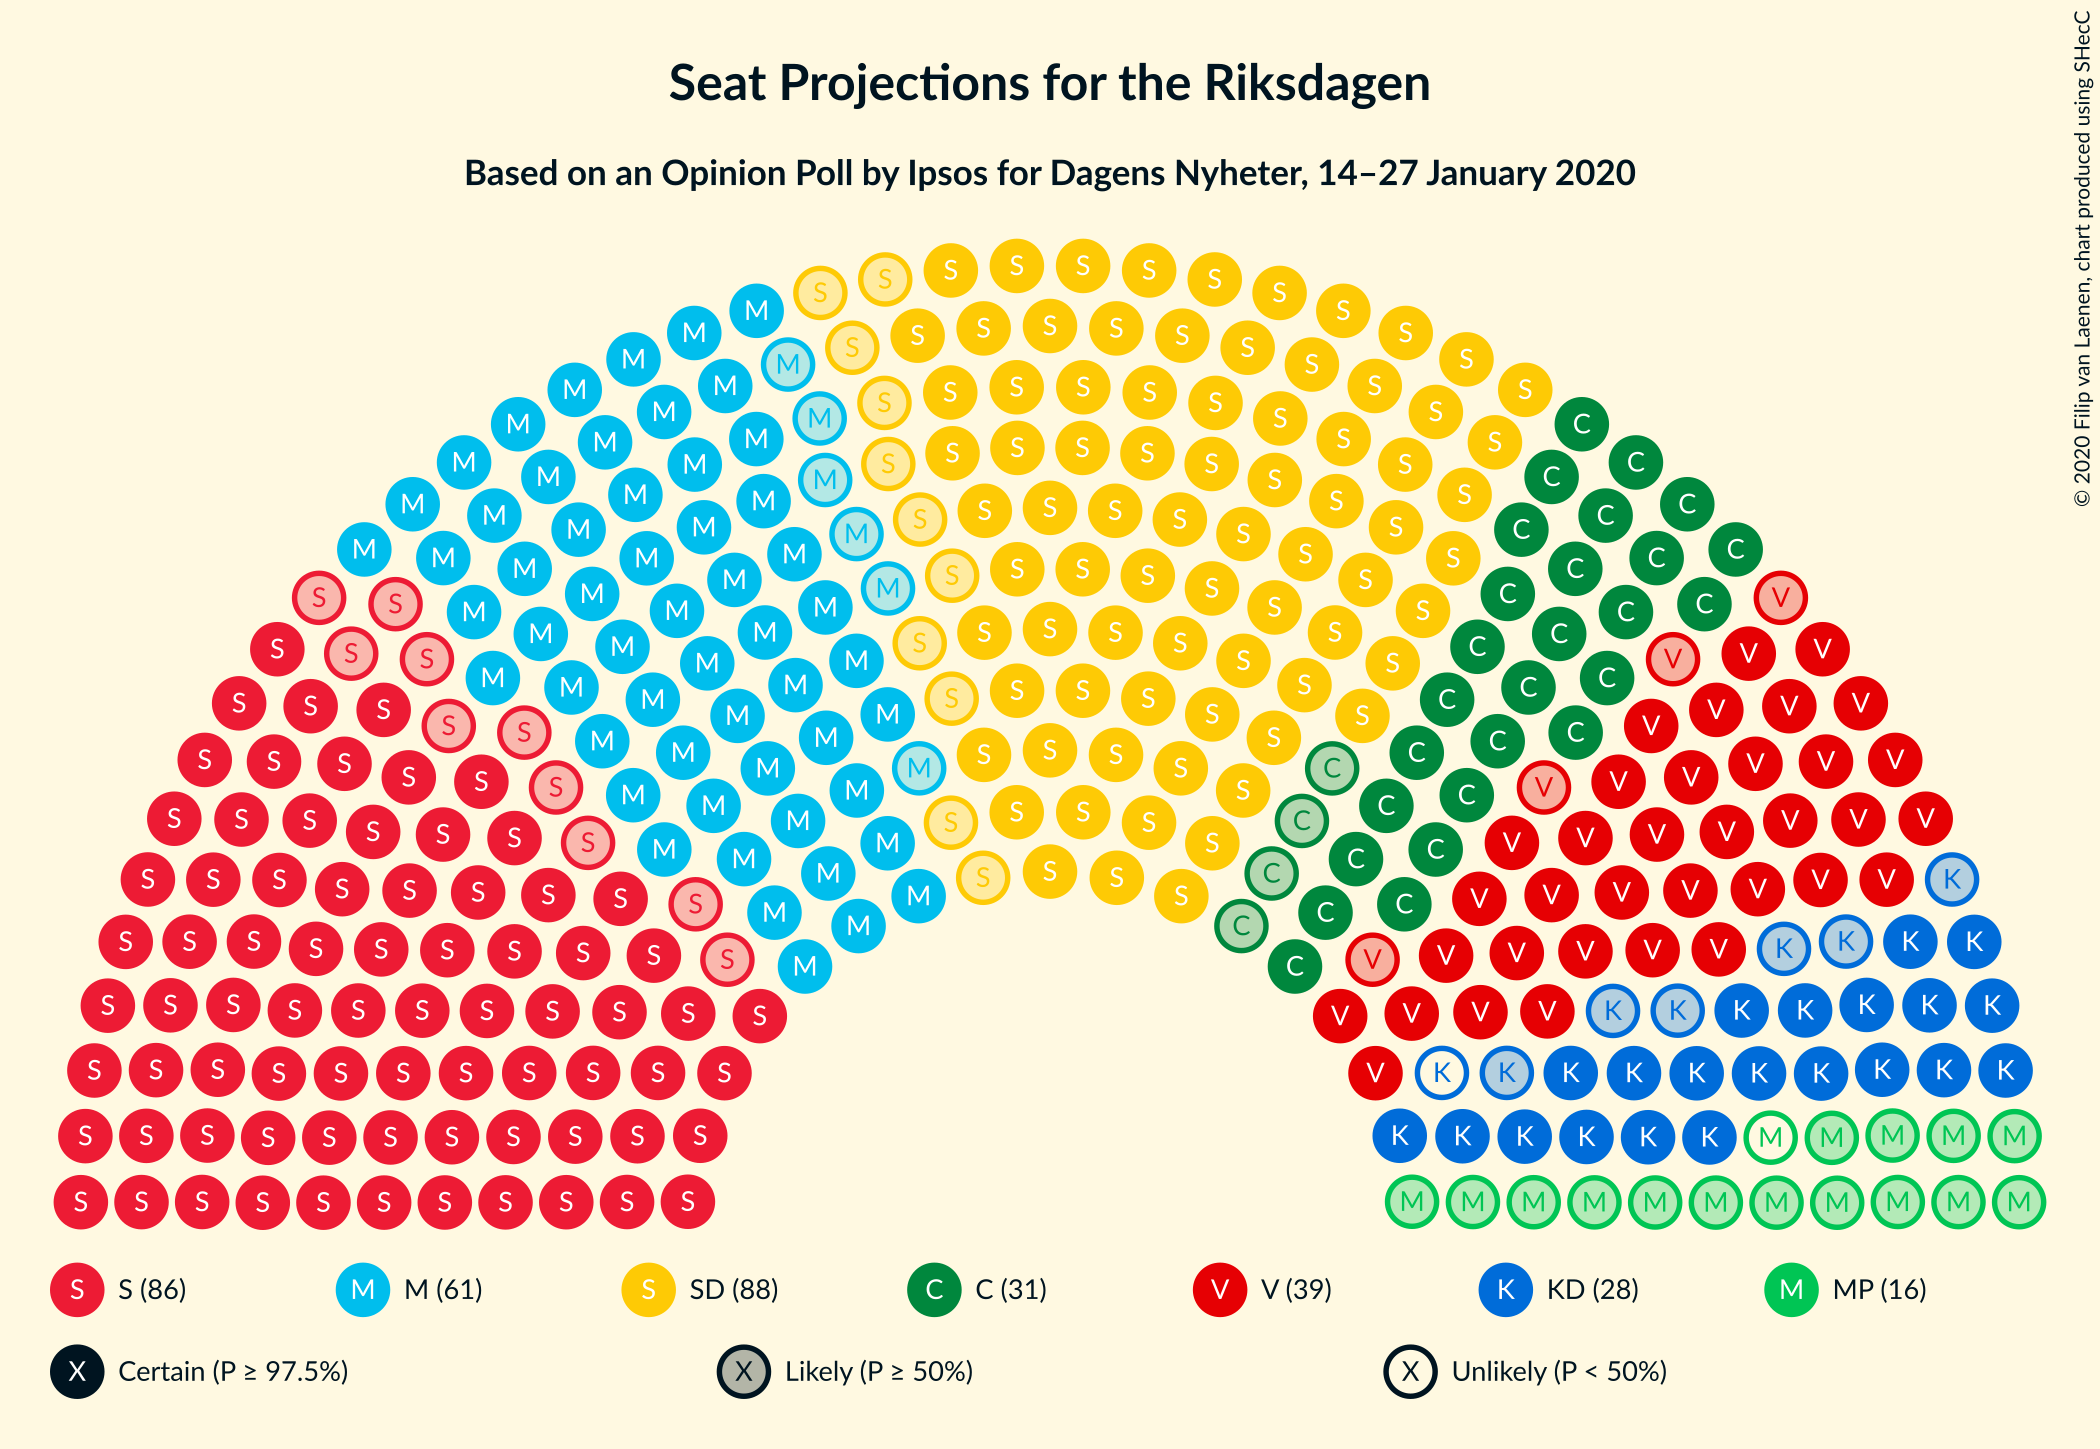 Seat Projections for the Riksdagen
Based on an Opinion Poll by Ipsos for Dagens Nyheter, 14–27 January 2020
© 2020 Filip van Laenen, chart produced using SHecC
S S (86) M M (61) S SD (88) C C (31) V V (39) K KD (28) M MP (16)
X Certain (P ≥ 97.5%) X Likely (P ≥ 50%) X Unlikely (P < 50%)